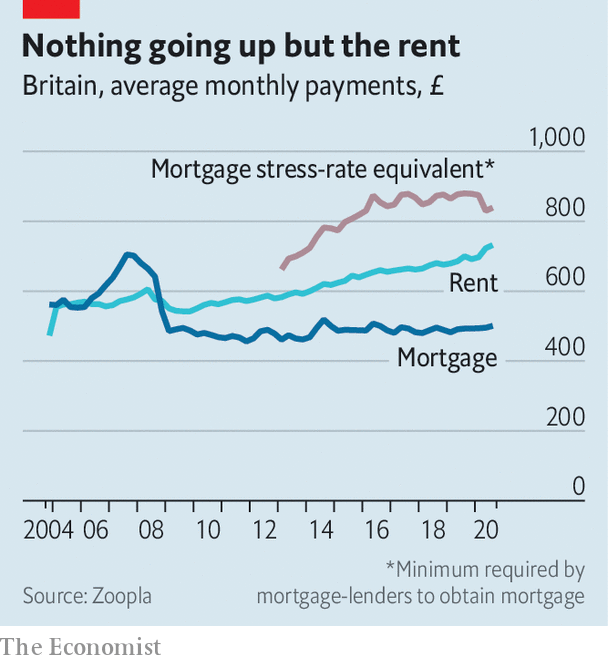 Nothing going up but the rent
Britain, average monthly payments, £
1,000
Mortgage stress-rate equivalent*
800
600
Rent
400
Mortgage
200
0
2004 06 08 10 12 14 16 18 20
*Minimum required by
Source: Zoopla mortgage-lenders to obtain mortgage
The Economist